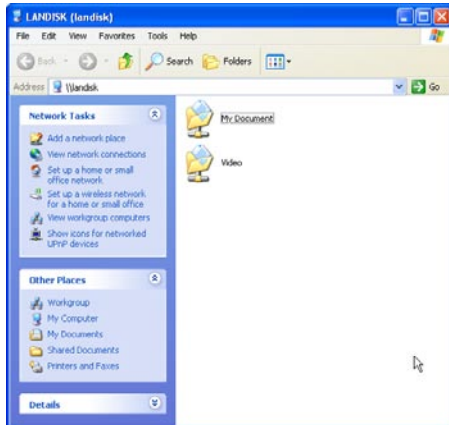 LANDISK (landisk)
File Edit View Favorites Tools Help
Back Search Folders
Address \\landisk Go
Network Tasks
Add a network place
View network connections
Set up a home or small
office network
Set up a wireless network
for a home or small office
View workgroup computers
Show icons for networked
UPnP devices
Other Places
Workgroup
My Computer
My Documents
Shared Documents
Printers and Faxes
Details
My Document
Video